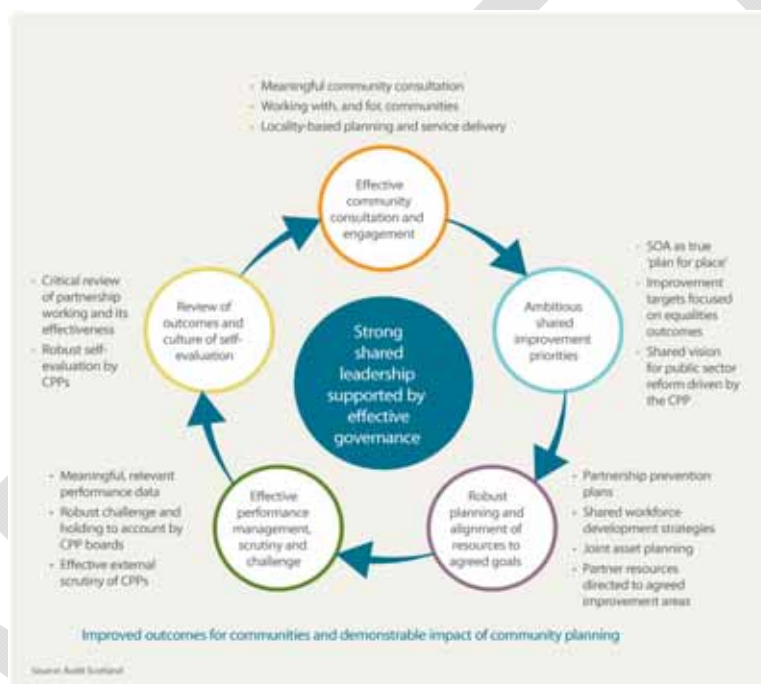 - Meaningful community consultation
- Working with, and for, communities
- Locality-based planning and service delivery
Effective
community
consultation and
engagement
- SOA as true
'plan for place'
- Improvement
targets focused
on equalities
outcomes
- Shared vision
for public sector
reform driven by
the CPP
Ambitious
shared
improvement
priorities
- Partnership prevention
plans
- Shared workforce
development strategies
- Joint asset planning
- Partner resources
directed to agreed
improvement areas
Robust
planning and
alignment of
resources to
agreed goals
Effective
performance
management,
scrutiny and
challenge
- Meaningful, relevant
performance data
- Robust challenge and
holding to account by
CPP boards
- Effective external
scrutiny of CPPs
Review of
outcomes and
culture of self-
evaluation
- Critical review
of partnership
working and its
effectiveness
- Robust self-
evaluation by
CPPs
Strong
shared
leadership
supported by
effective
governance
Improved outcomes for communities and demonstrable impact of community planning
Source: Audit Scotland